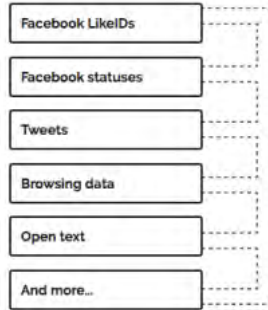 Facebook LikeIDs
Facebook statuses
Tweets
Browsing data
Open text
And more...